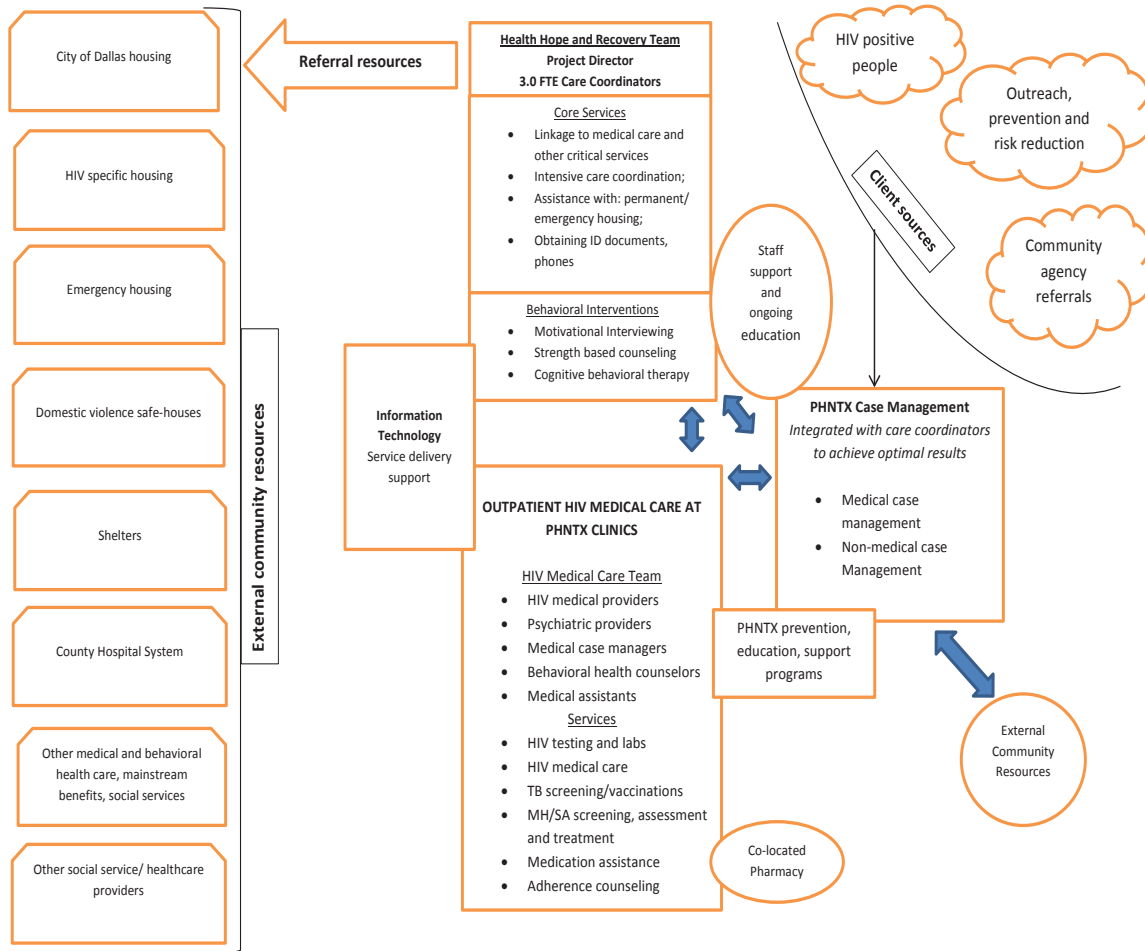 City of Dallas housing
HIV specific housing
Emergency housing
Domestic violence safe-houses
Shelters
County Hospital System
Other medical and behavioral
health care, mainstream
benefits, social services
Other social service/ healthcare
providers
External community resources
Referral resources
Health Hope and Recovery Team
Project Director
3.0 FTE Care Coordinators
Core Services
• Linkage to medical care and
other critical services
• Intensive care coordination;
• Assistance with: permanent/
emergency housing;
• Obtaining ID documents,
phones
Behavioral Interventions
• Motivational Interviewing
• Strength based counseling
• Cognitive behavioral therapy
Information
Technology
Service delivery
support
Staff
support
and
ongoing
education
OUTPATIENT HIV MEDICAL CARE AT
PHNTX CLINICS
HIV Medical Care Team
• HIV medical providers
• Psychiatric providers
• Medical case managers
• Behavioral health counselors
• Medical assistants
Services
• HIV testing and labs
• HIV medical care
• TB screening/vaccinations
• MH/SA screening, assessment
and treatment
• Medication assistance
• Adherence counseling
HIV positive
people
Outreach,
prevention and
risk reduction
Community
agency
referrals
Client sources
PHNTX Case Management
Integrated with care coordinators
to achieve optimal results
• Medical case
management
• Non-medical case
Management
PHNTX prevention,
education, support
programs
External
Community
Resources
Co-located
Pharmacy